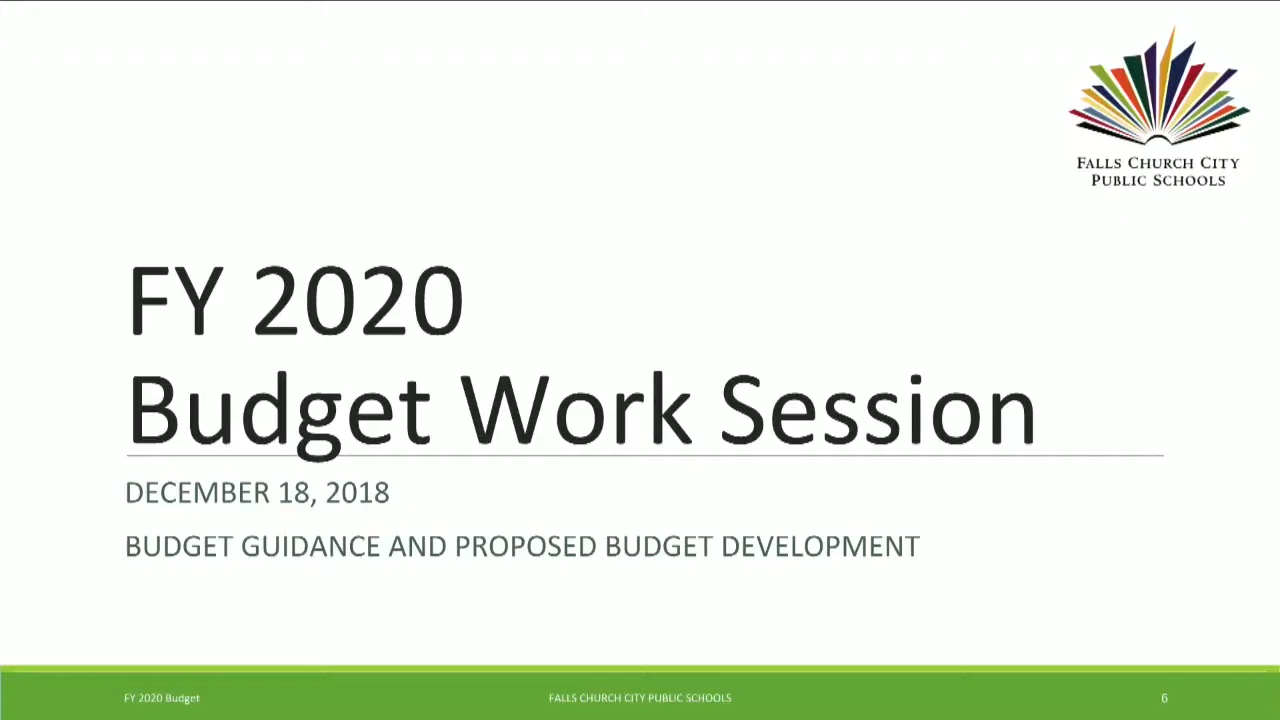 FALLS CHURCH CITY
PUBLIC SCHOOLS
FY 2020
Budget Work Session
DECEMBER 18, 2018
BUDGET GUIDANCE AND PROPOSED BUDGET DEVELOPMENT
FY 2020 Budget
FALLS CHURCH CITY PUBLIC SCHOOLS
6